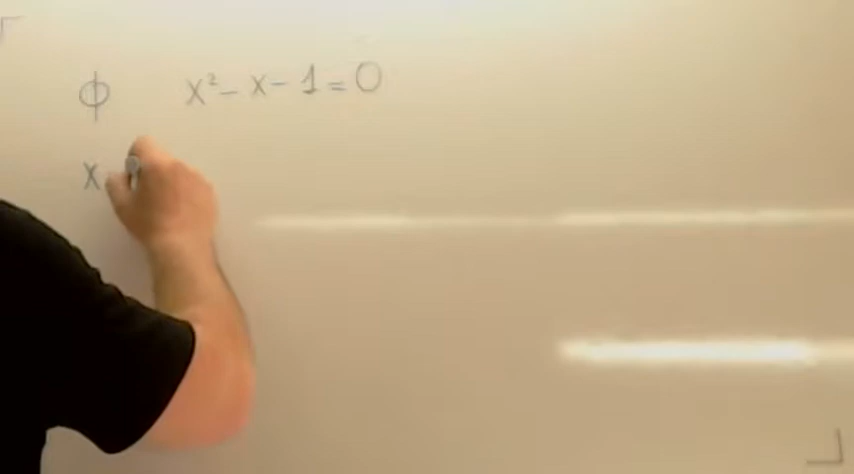 ϕ x² - x - 1 = 0
x